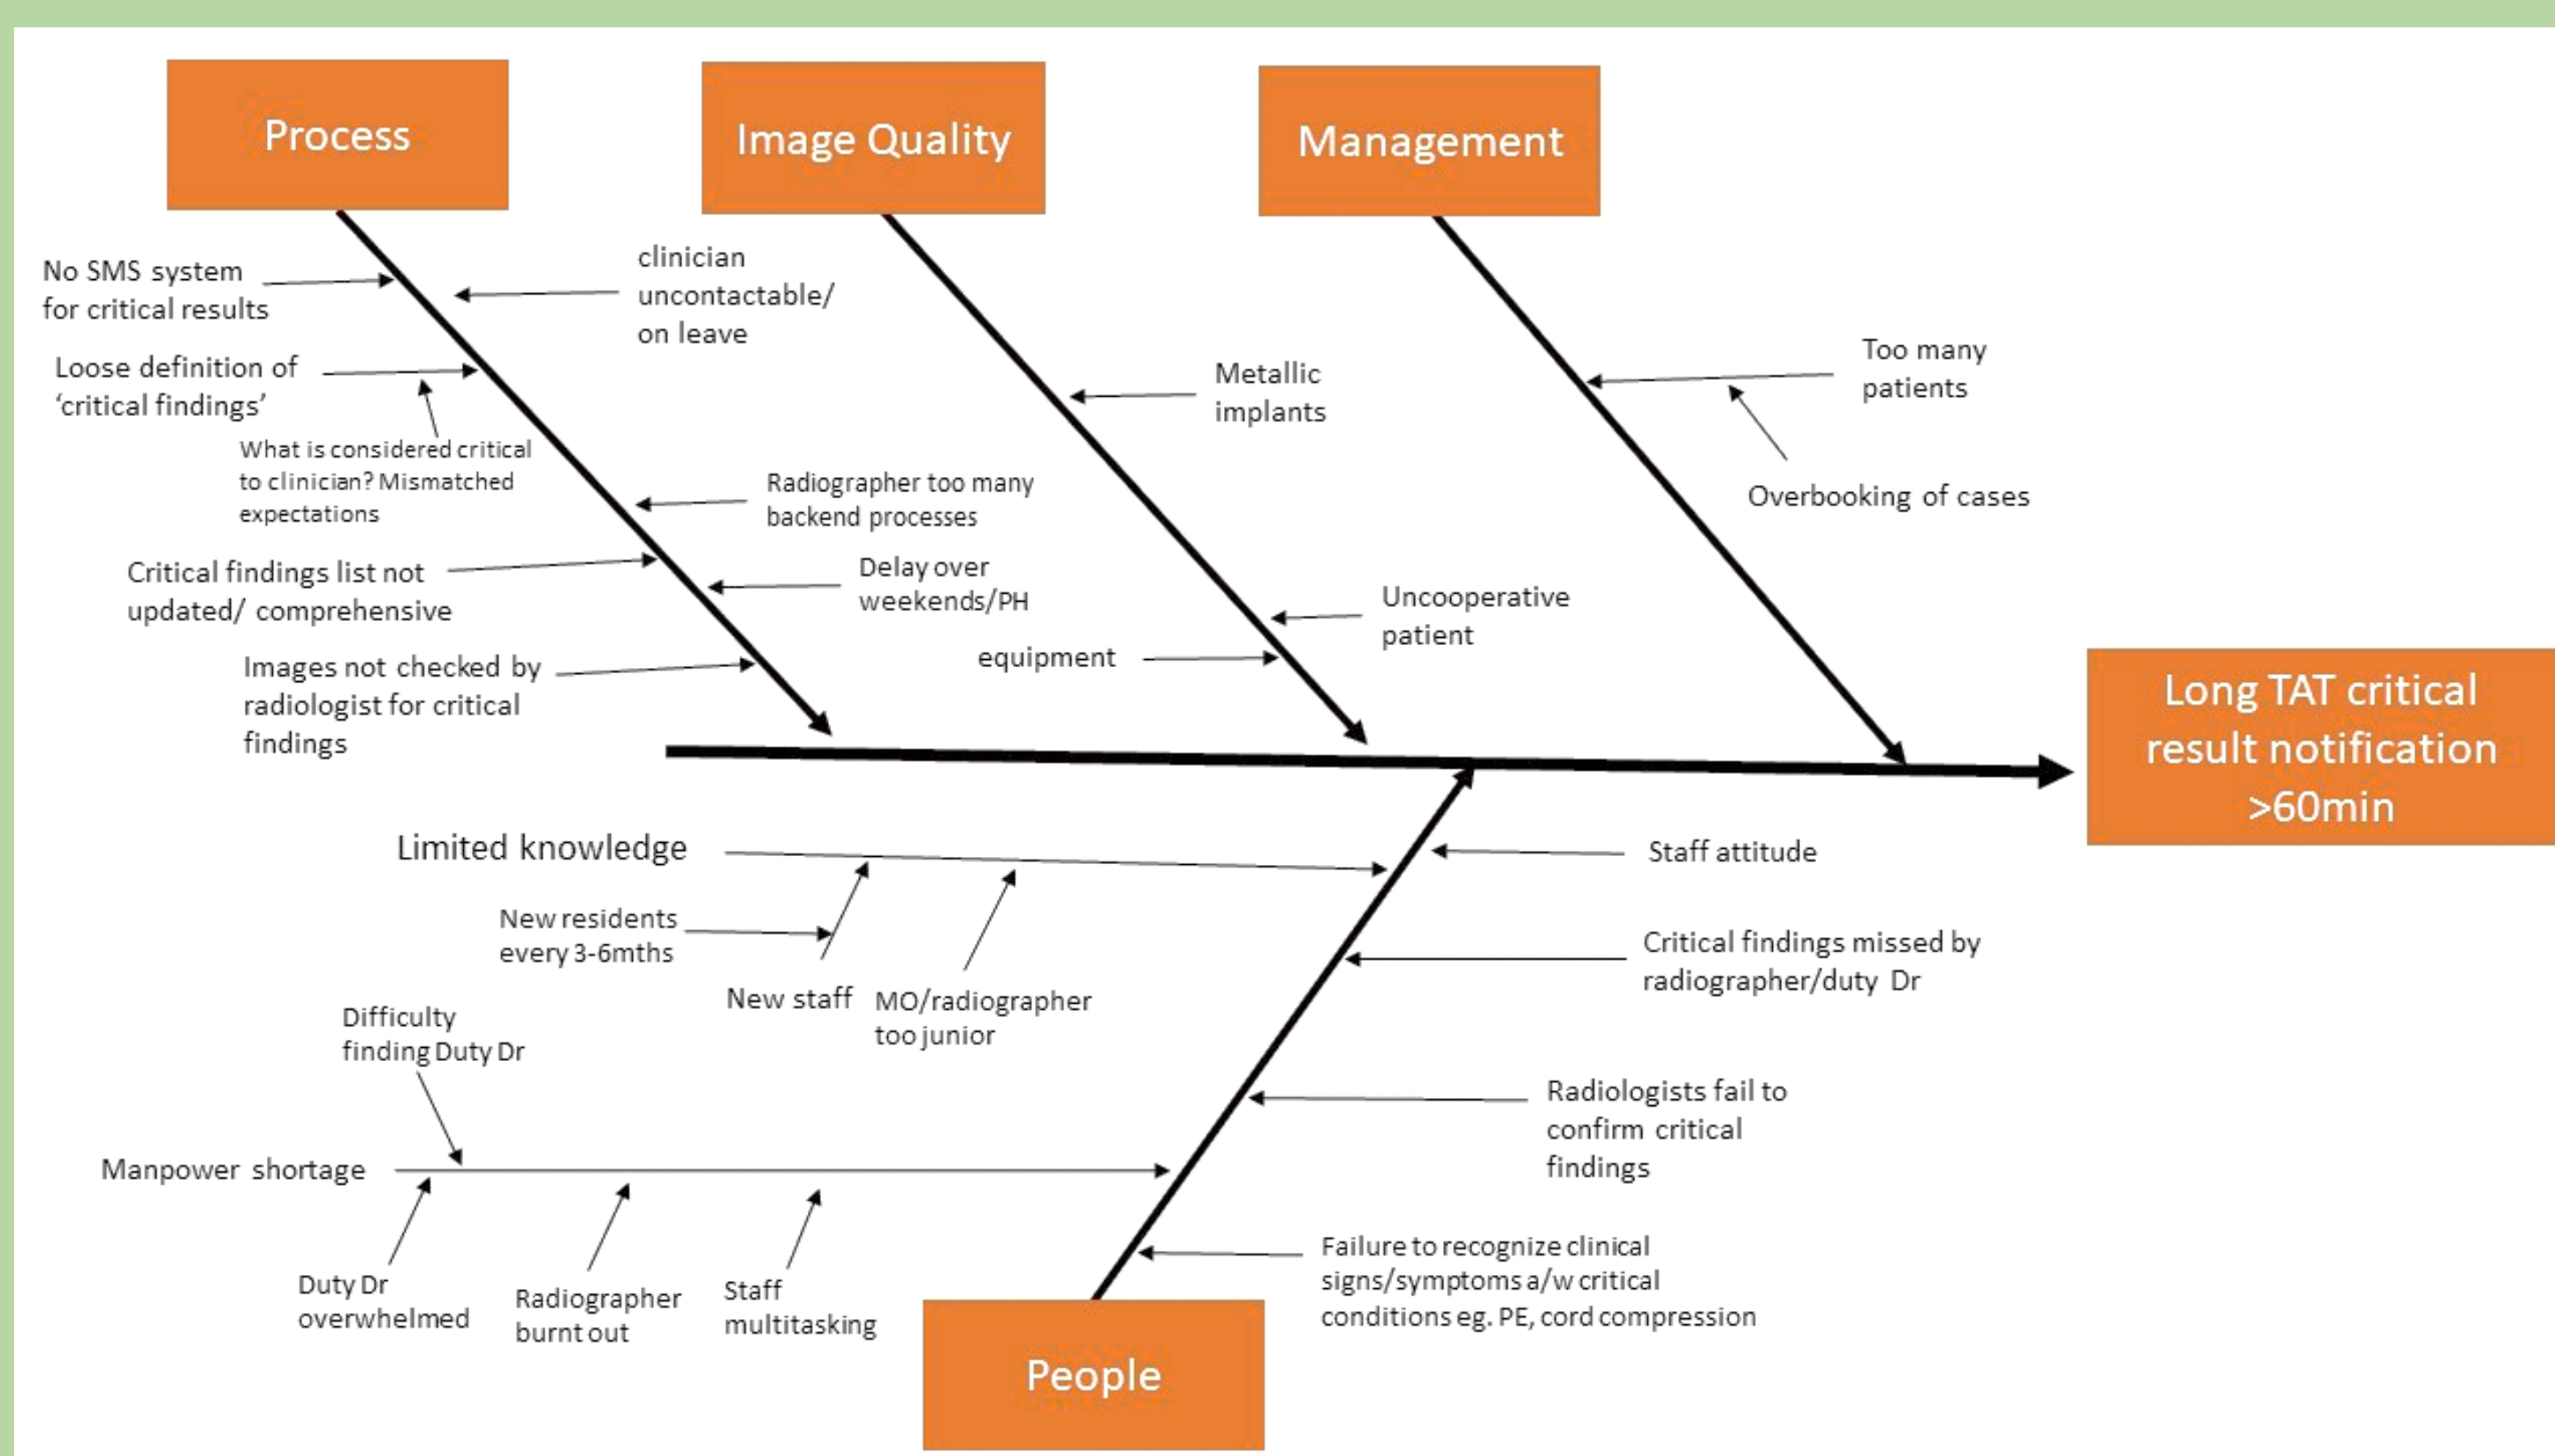 Process
Image Quality
Management
No SMS system
for critical results
clinician
uncontactable/
on leave
Loose definition of
‘critical findings’
What is considered critical
to clinician? Mismatched
expectations
Radiographer too many
backend processes
Critical findings list not
updated/ comprehensive
Delay over
weekends/PH
Images not checked by
radiologist for critical
findings
Metallic
implants
Uncooperative
patient
equipment
Too many
patients
Overbooking of cases
Long TAT critical
result notification
>60min
Limited knowledge
New residents
every 3-6mths
New staff
MO/radiographer
too junior
Difficulty
finding Duty Dr
Manpower shortage
Duty Dr
overwhelmed
Radiographer
burnt out
Staff
multitasking
Staff attitude
Critical findings missed by
radiographer/duty Dr
Radiologists fail to
confirm critical
findings
Failure to recognize clinical
signs/symptoms a/w critical
conditions eg. PE, cord compression
People